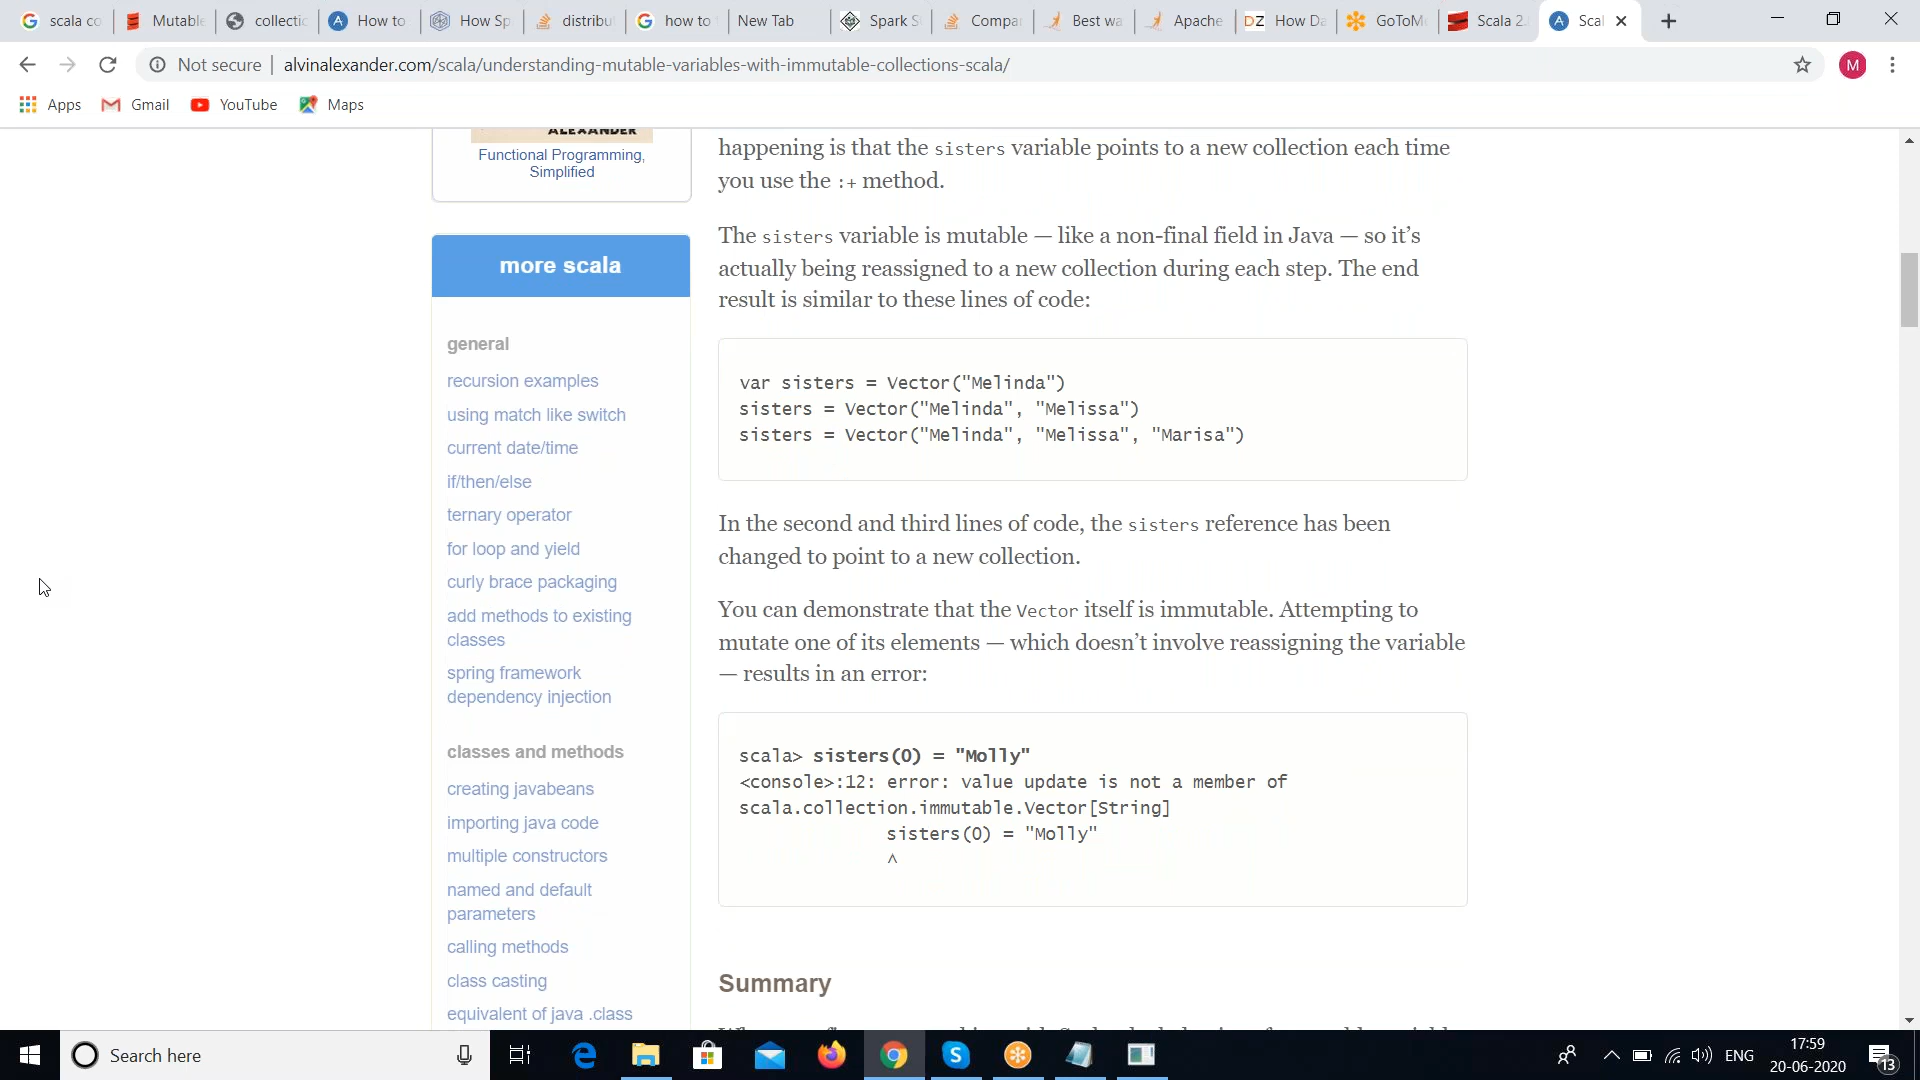 scala co
Mutable
collectio
How to
How Sp
distribu
how to
New Tab
Spark S
Compar
Best wa
Apache
DZ
How Da
GoToMe
Scala 2.
Scal
Not secure
alvinalexander.com/scala/understanding-mutable-variables-with-immutable-collections-scala/
M
Apps
Gmail
YouTube
Maps
ALEXANDER
Functional Programming,
Simplified
more scala
general
recursion examples
using match like switch
current date/time
if/then/else
ternary operator
for loop and yield
curly brace packaging
add methods to existing
classes
spring framework
dependency injection
classes and methods
creating javabeans
importing java code
multiple constructors
named and default
parameters
calling methods
class casting
equivalent of java .class
happening is that the sisters variable points to a new collection each time
you use the :+ method.
The sisters variable is mutable — like a non-final field in Java — so it’s
actually being reassigned to a new collection during each step. The end
result is similar to these lines of code:
var sisters = Vector("Melinda")
sisters = Vector("Melinda", "Melissa")
sisters = Vector("Melinda", "Melissa", "Marisa")
In the second and third lines of code, the sisters reference has been
changed to point to a new collection.
You can demonstrate that the Vector itself is immutable. Attempting to
mutate one of its elements — which doesn’t involve reassigning the variable
— results in an error:
scala> sisters(0) = "Molly"
<console>:12: error: value update is not a member of
scala.collection.immutable.Vector[String]
sisters(0) = "Molly"
^
Summary
Search here
ENG
17:59
20-06-2020
13